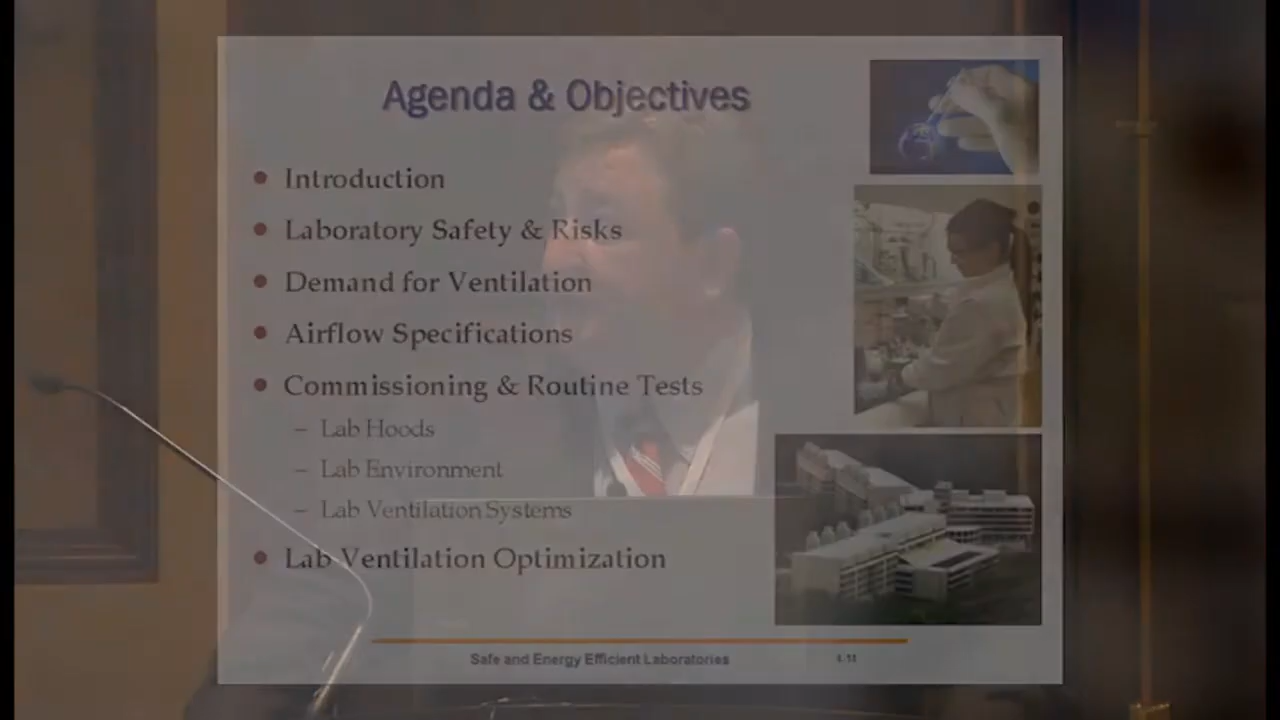 Agenda & Objectives
• Introduction
• Laboratory Safety & Risks
• Demand for Ventilation
• Airflow Specifications
• Commissioning & Routine Tests
– Lab Hoods
– Lab Environment
– Lab Ventilation Systems
• Lab Ventilation Optimization
Safe and Energy Efficient Laboratories